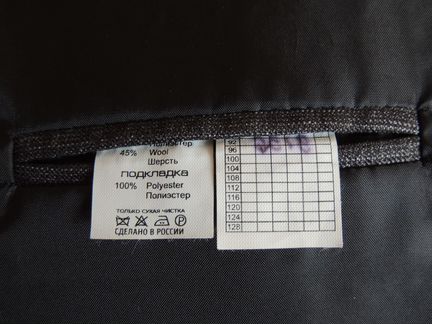 45% Wool
Шерсть
ПОДКЛАДКА
100% Polyester
Полиэстер
ТОЛЬКО СУХАЯ ЧИСТКА
СДЕЛАНО В РОССИИ
92
96
100
104
108
112
116
120
124
128